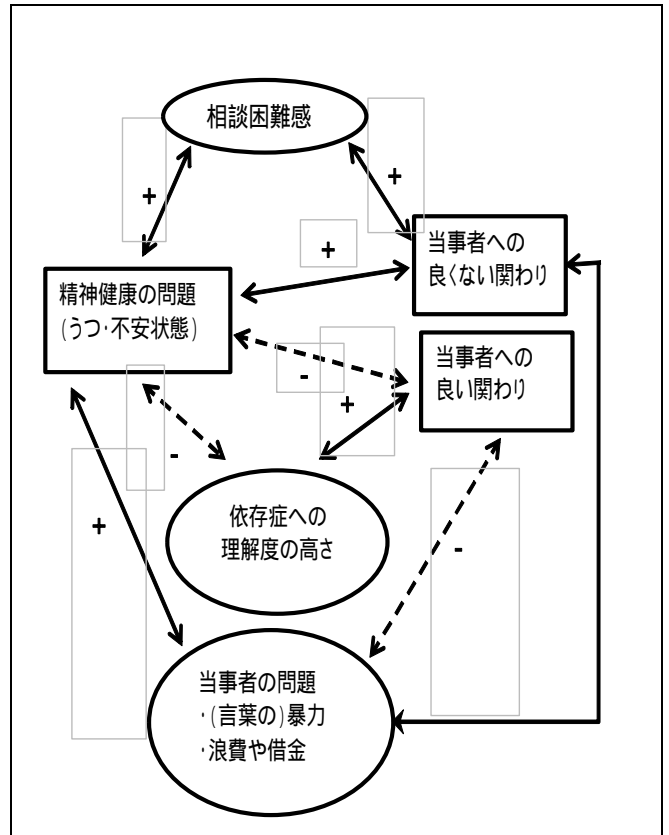 相談困難感
+
+
+
当事者への
良くない関わり
精神健康の問題
(うつ・不安状態)
当事者への
良い関わり
-
+
-
+
依存症への
理解度の高さ
-
当事者の問題
・(言葉の)暴力
・浪費や借金